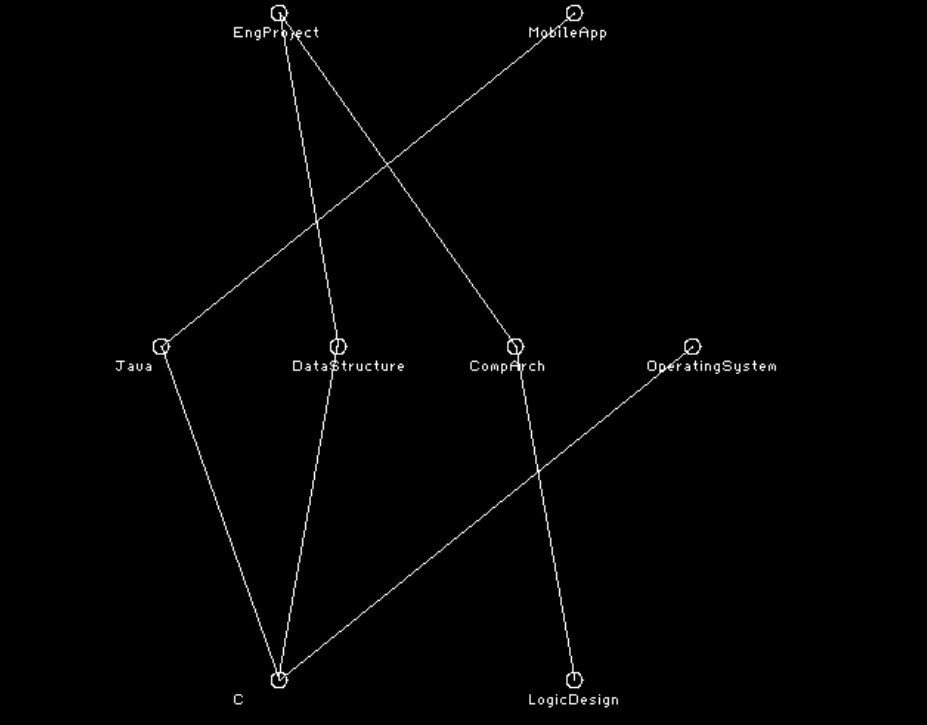 EngProject
MobileApp
Java
DataStructure
CompArch
OperatingSystem
C
LogicDesign